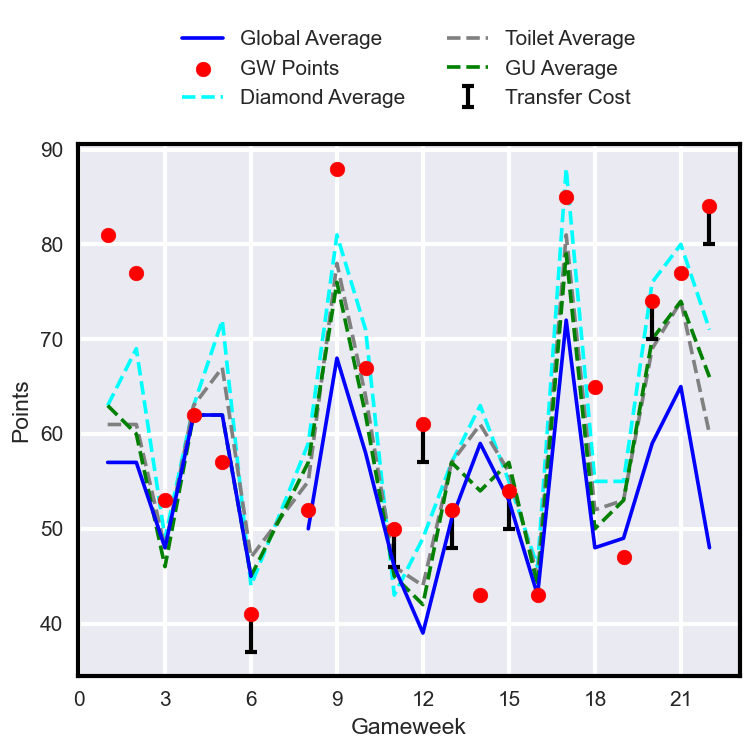 Global Average
GW Points
Diamond Average
Toilet Average
GU Average
Transfer Cost
90
80
70
60
50
40
Points
0 3 6 9 12 15 18 21
Gameweek